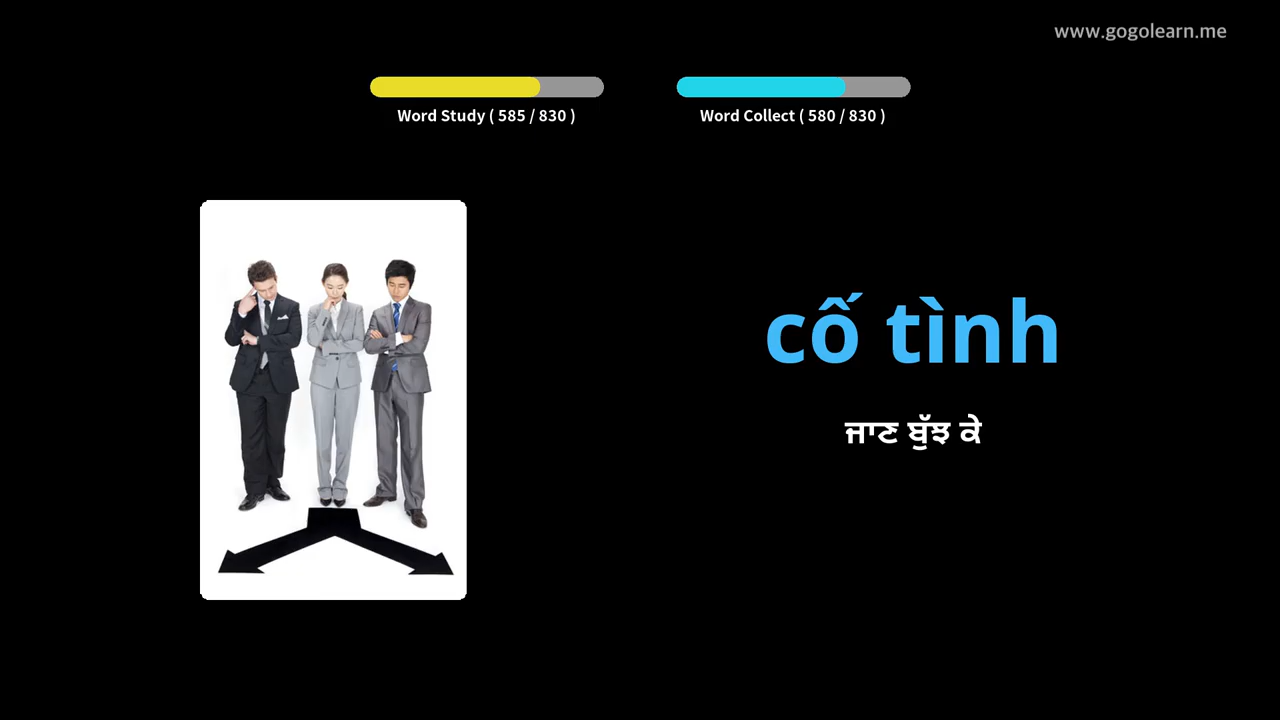 www.gogolearn.me
Word Study ( 585 / 830 )
Word Collect ( 580 / 830 )
cố tình
ਜਾਣ ਬੁੱਝ ਕੇ